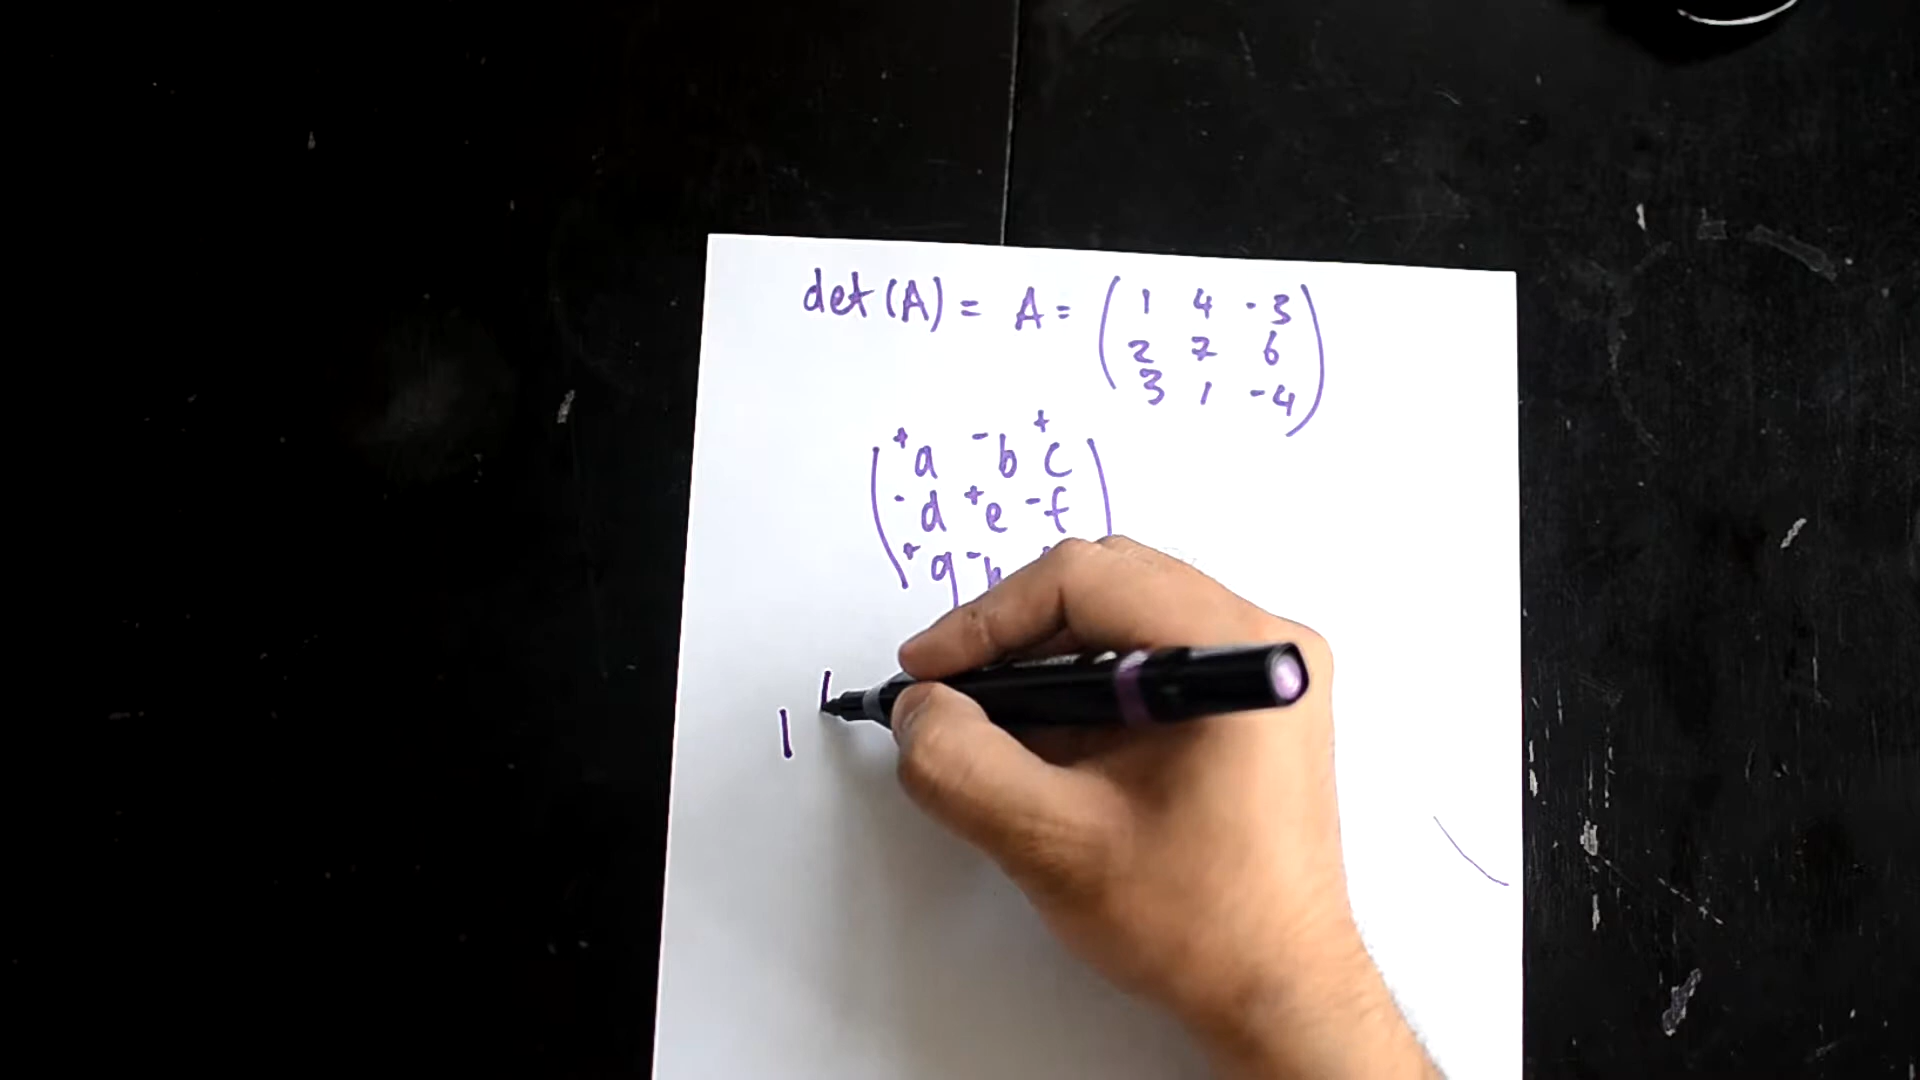 det(A) = A = ( 1 4 -3
2 7 6
3 1 -4 )
( +a -b +c
-d +e -f
+g -h
1